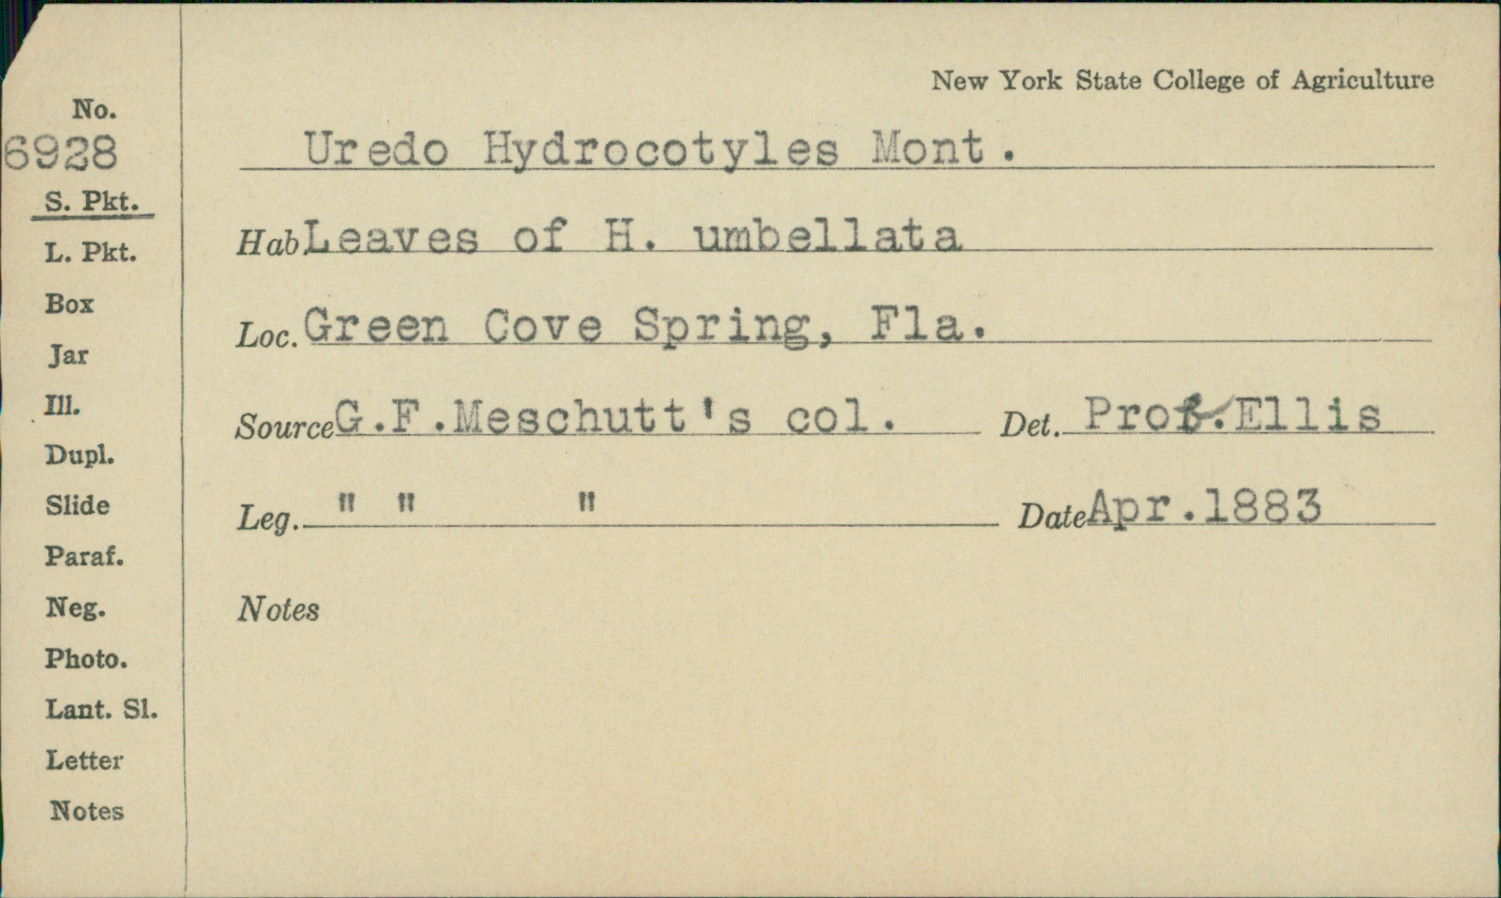 New York State College of Agriculture
No.
6928
S. Pkt.
L. Pkt.
Box
Jar
Ill.
Dupl.
Slide
Paraf.
Neg.
Photo.
Lant. Sl.
Letter
Notes
Uredo Hydrocotyles Mont.
Hab Leaves of H. umbellata
Loc. Green Cove Spring, Fla.
Source G.F.Meschutt's col. Det. Prof.Ellis
Leg. " " " Date Apr.1883
Notes